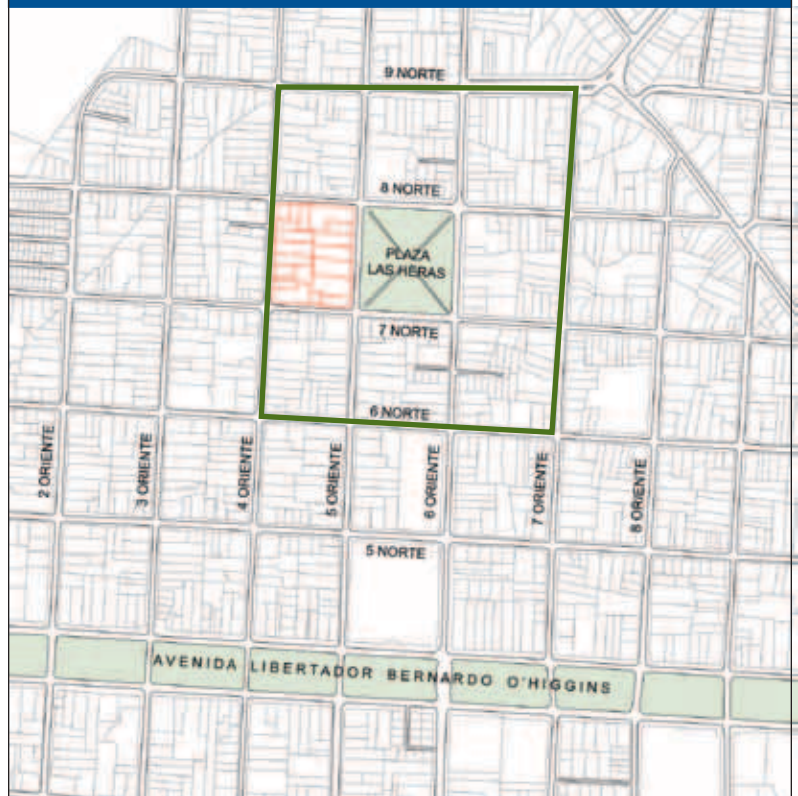 9 NORTE
8 NORTE
PLAZA
LAS HERAS
7 NORTE
6 NORTE
2 ORIENTE
3 ORIENTE
4 ORIENTE
5 ORIENTE
6 ORIENTE
7 ORIENTE
8 ORIENTE
5 NORTE
AVENIDA LIBERTADOR BERNARDO O'HIGGINS